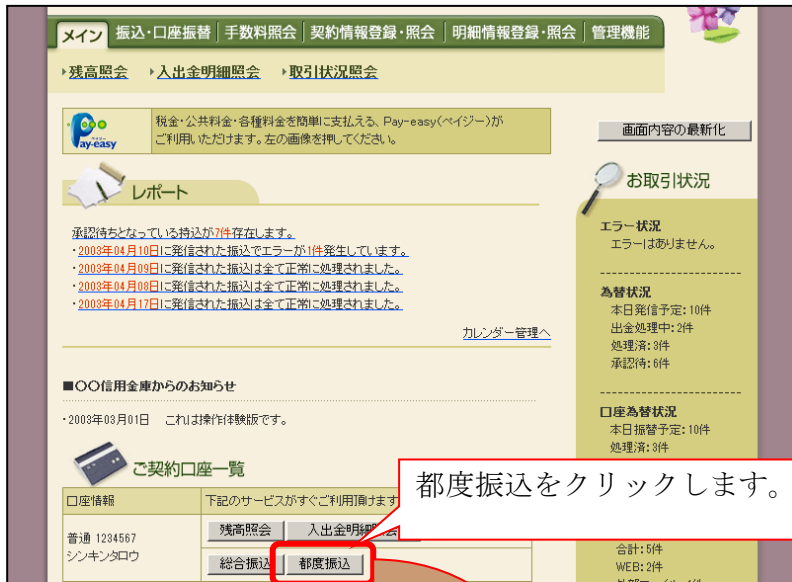 メイン 振込・口座振替 手数料照会 契約情報登録・照会 明細情報登録・照会 管理機能
残高照会 入出金明細照会 取引状況照会
税金・公共料金・各種料金を簡単に支払える、Pay-easy(ペイジー)が
ご利用いただけます。左の画像を押してください。
Pay-easy
画面内容の最新化
レポート
承認待ちとなっている持込が7件存在します。
・2003年04月10日に発信された振込でエラーが1件発生しています。
・2003年04月09日に発信された振込は全て正常に処理されました。
・2003年04月08日に発信された振込は全て正常に処理されました。
・2003年04月17日に発信された振込は全て正常に処理されました。
カレンダー管理へ
■〇〇信用金庫からのお知らせ
・2003年03月01日 これは操作体験版です。
ご契約口座一覧
口座情報 下記のサービスがすぐご利用頂けます
普通 1234567
シンキンタロウ
残高照会 入出金明細
総合振込 都度振込
都度振込をクリックします。
お取引状況
エラー状況
エラーはありません。
為替状況
本日発信予定:10件
出金処理中:2件
処理済:3件
承認待:6件
口座為替状況
本日振替予定:10件
処理済:3件
合計:5件
WEB:2件